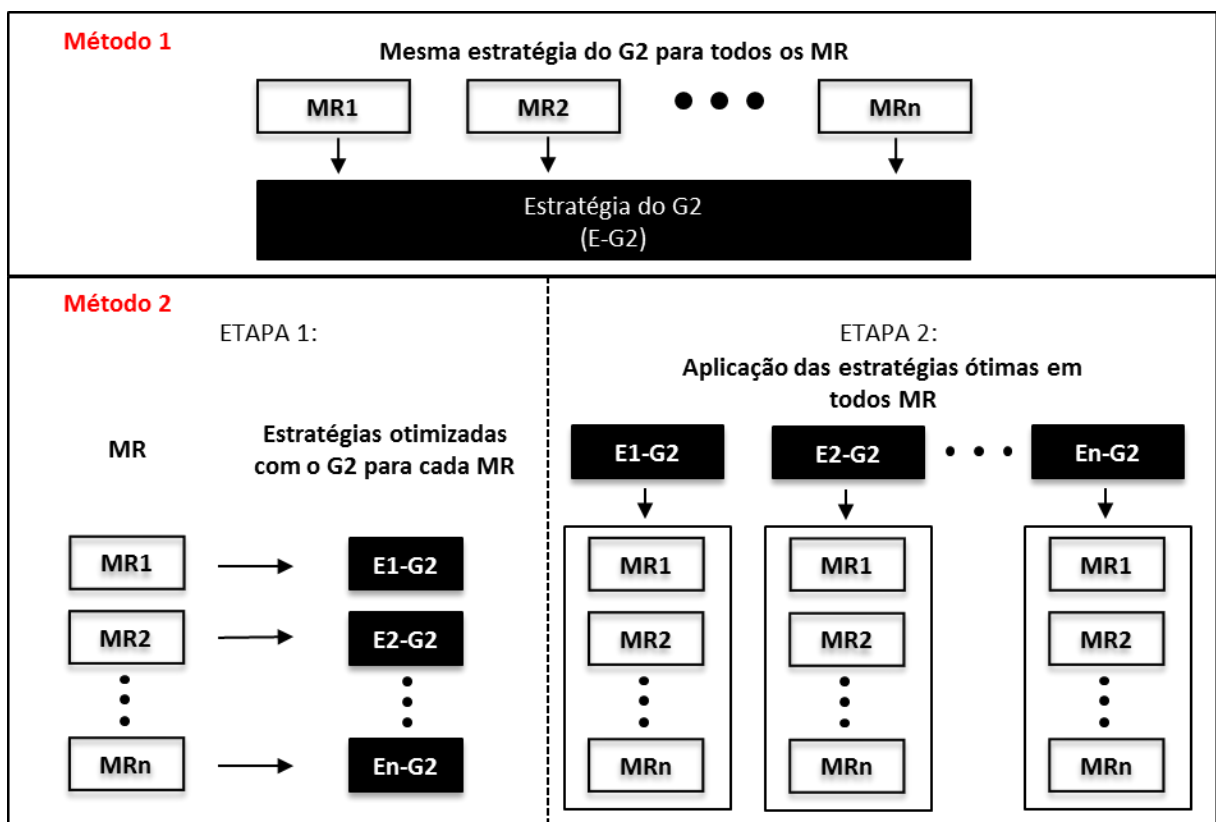 Método 1
Mesma estratégia do G2 para todos os MR
MR1
MR2
MRn
Estratégia do G2
(E-G2)
Método 2
ETAPA 1:
MR
Estratégias otimizadas
com o G2 para cada MR
MR1
E1-G2
MR2
E2-G2
MRn
En-G2
ETAPA 2:
Aplicação das estratégias ótimas em
todos MR
E1-G2
E2-G2
En-G2
MR1
MR1
MR1
MR2
MR2
MR2
MRn
MRn
MRn